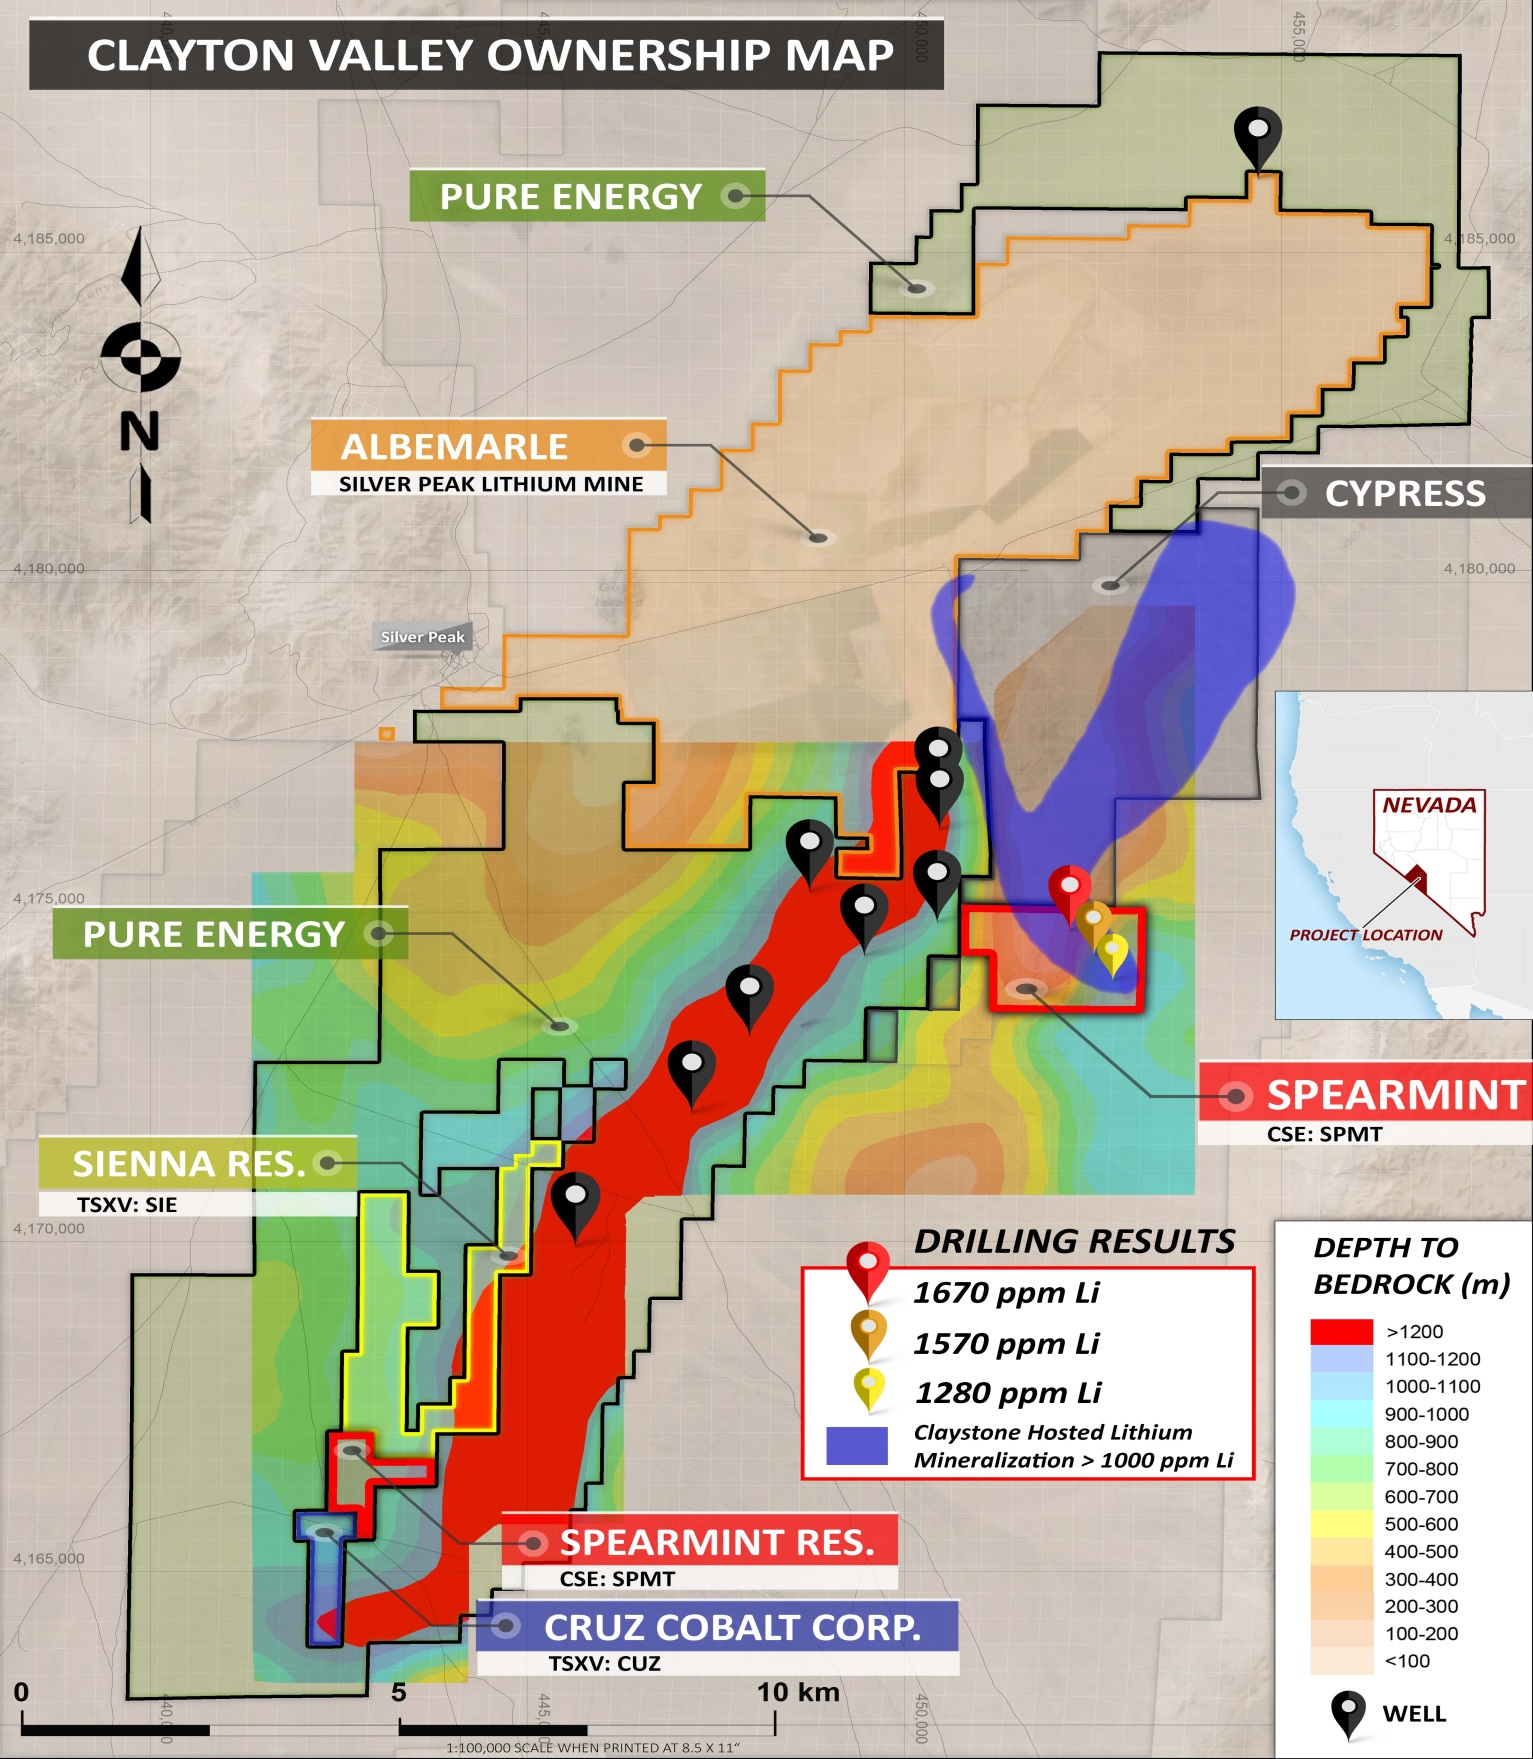 CLAYTON VALLEY OWNERSHIP MAP
450,000
455,000
PURE ENERGY
4,185,000
4,185,000
N
ALBEMARLE
SILVER PEAK LITHIUM MINE
CYPRESS
4,180,000
4,180,000
Silver Peak
NEVADA
PROJECT LOCATION
4,175,000
PURE ENERGY
SPEARMINT
CSE: SPMT
SIENNA RES.
TSXV: SIE
4,170,000
DRILLING RESULTS
1670 ppm Li
1570 ppm Li
1280 ppm Li
Claystone Hosted Lithium
Mineralization > 1000 ppm Li
DEPTH TO
BEDROCK (m)
>1200
1100-1200
1000-1100
900-1000
800-900
700-800
600-700
500-600
400-500
300-400
200-300
100-200
<100
WELL
4,165,000
SPEARMINT RES.
CSE: SPMT
CRUZ COBALT CORP.
TSXV: CUZ
0 5 10 km
450,000
1:100,000 SCALE WHEN PRINTED AT 8.5 X 11"